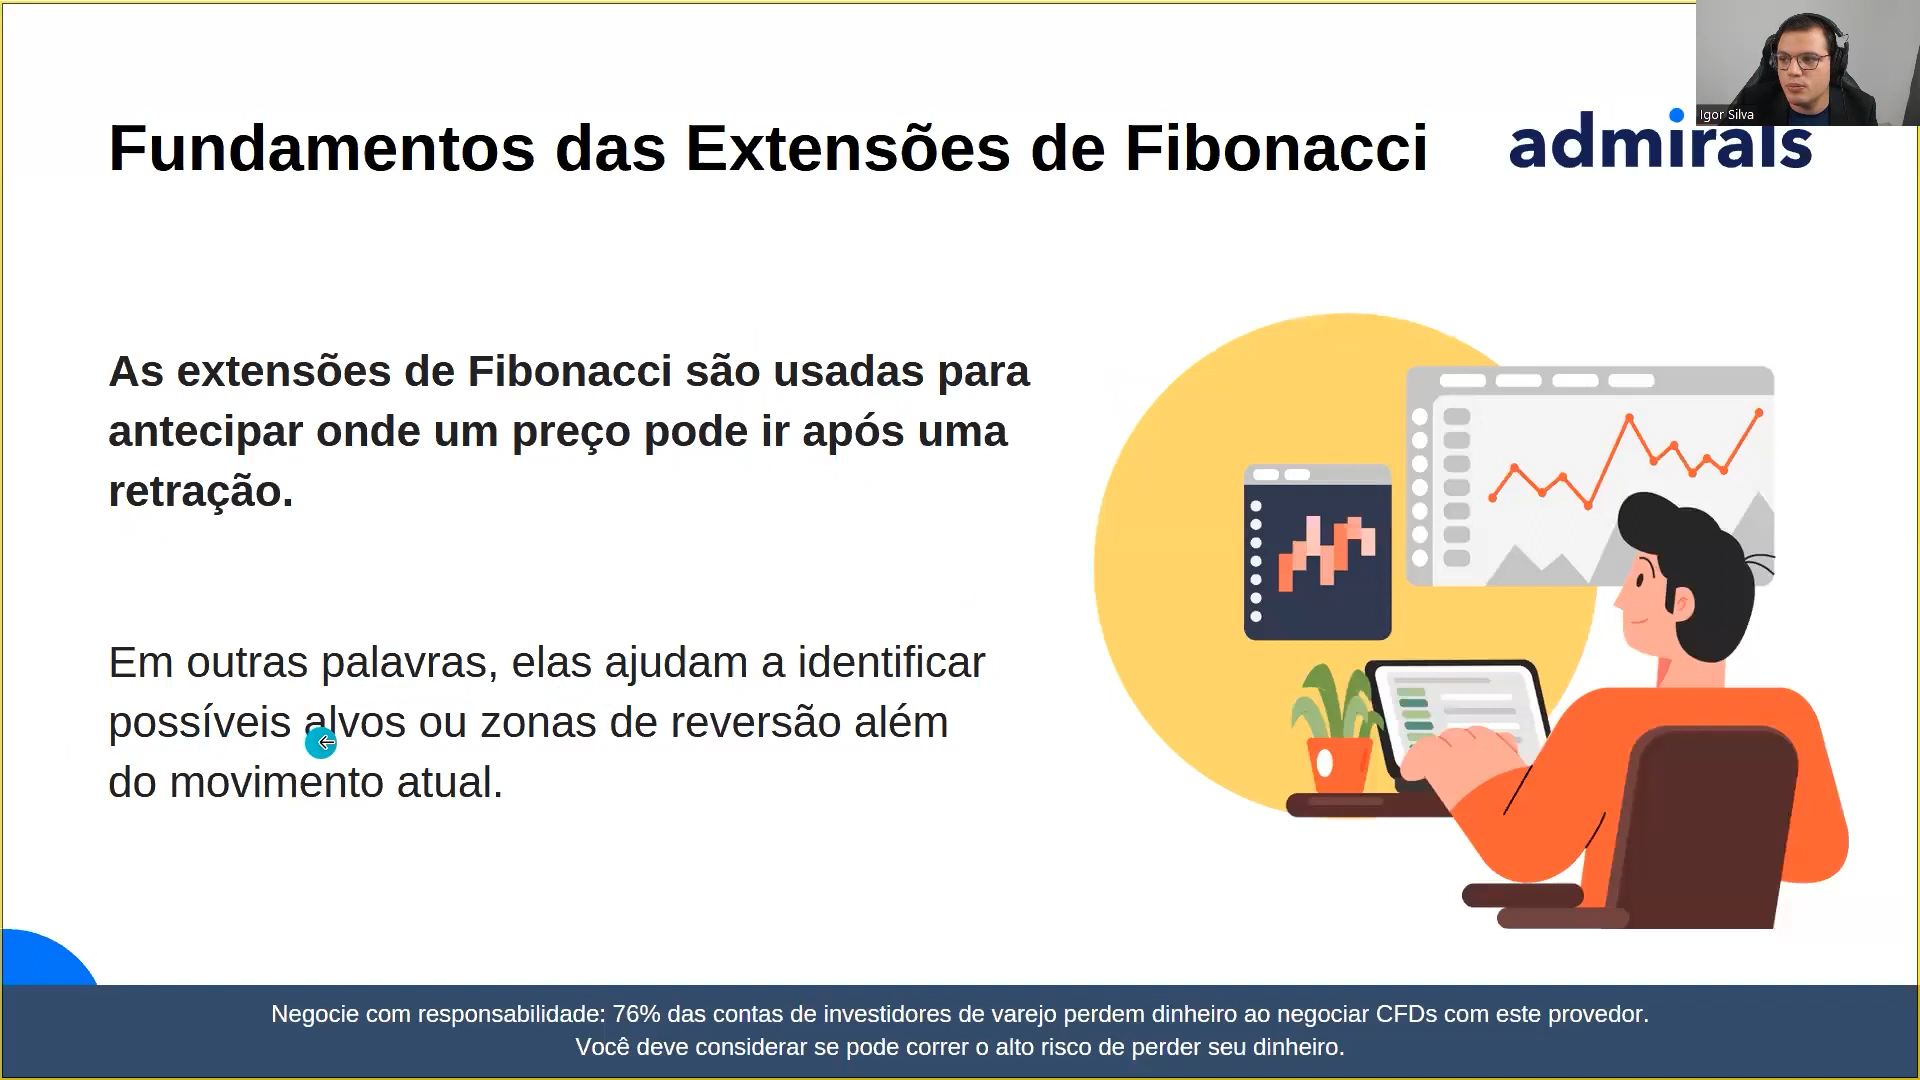 Igor Silva
Fundamentos das Extensões de Fibonacci
admirals
As extensões de Fibonacci são usadas para
antecipar onde um preço pode ir após uma
retração.
Em outras palavras, elas ajudam a identificar
possíveis alvos ou zonas de reversão além
do movimento atual.
Negocie com responsabilidade: 76% das contas de investidores de varejo perdem dinheiro ao negociar CFDs com este provedor.
Você deve considerar se pode correr o alto risco de perder seu dinheiro.